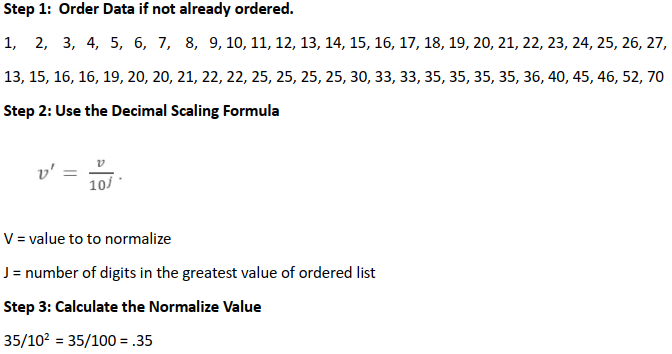 Step 1: Order Data if not already ordered.
1, 2, 3, 4, 5, 6, 7, 8, 9, 10, 11, 12, 13, 14, 15, 16, 17, 18, 19, 20, 21, 22, 23, 24, 25, 26, 27,
13, 15, 16, 16, 19, 20, 20, 21, 22, 22, 25, 25, 25, 25, 30, 33, 33, 35, 35, 35, 35, 36, 40, 45, 46, 52, 70
Step 2: Use the Decimal Scaling Formula
v′ = v/10ʲ.
V = value to to normalize
J = number of digits in the greatest value of ordered list
Step 3: Calculate the Normalize Value
35/10² = 35/100 = .35